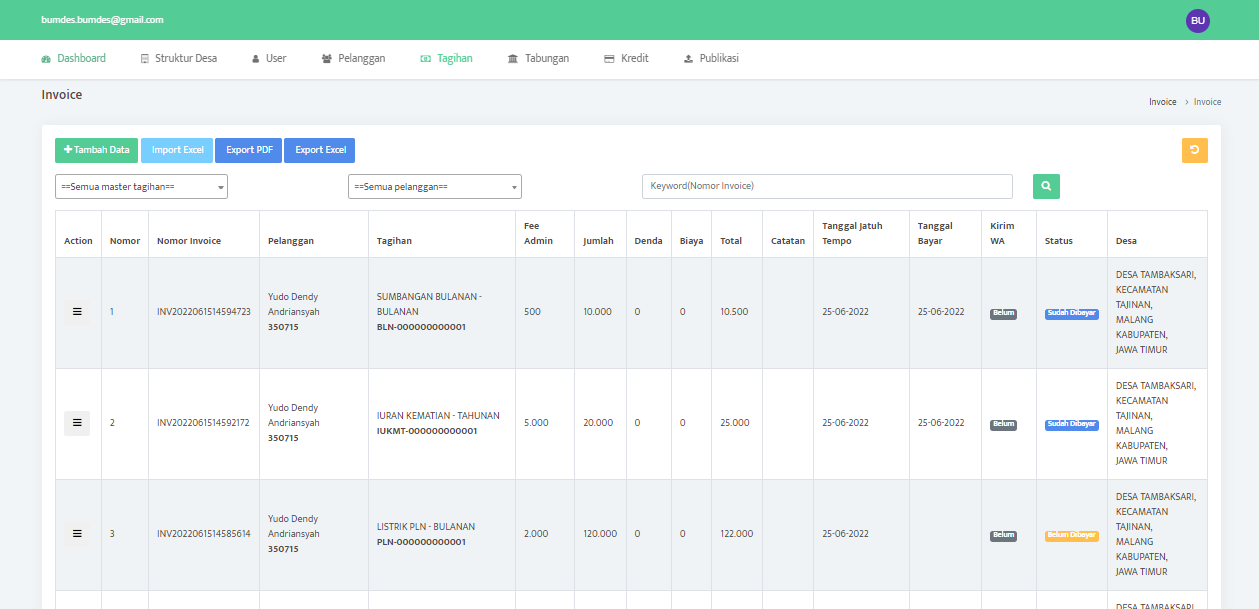 bumdes.bumdes@gmail.com
BU
Dashboard Struktur Desa User Pelanggan Tagihan Tabungan Kredit Publikasi
Invoice
Invoice > Invoice
Tambah Data Import Excel Export PDF Export Excel
==Semua master tagihan== ==Semua pelanggan== Keyword(Nomor Invoice)
Action Nomor Nomor Invoice Pelanggan Tagihan Fee Admin Jumlah Denda Biaya Total Catatan Tanggal Jatuh Tempo Tanggal Bayar Kirim WA Status Desa
1
INV2022061514594723
Yudo Dendy
Andriansyah
350715
SUMBANGAN BULANAN -
BULANAN
BLN-000000000001
500
10.000
0
0
10.500
25-06-2022
25-06-2022
Belum
Sudah Dibayar
DESA TAMBAKSARI,
KECAMATAN
TAJINAN,
MALANG
KABUPATEN,
JAWA TIMUR
2
INV2022061514592172
Yudo Dendy
Andriansyah
350715
IURAN KEMATIAN - TAHUNAN
IUKMT-000000000001
5.000
20.000
0
0
25.000
25-06-2022
25-06-2022
Belum
Sudah Dibayar
DESA TAMBAKSARI,
KECAMATAN
TAJINAN,
MALANG
KABUPATEN,
JAWA TIMUR
3
INV2022061514585614
Yudo Dendy
Andriansyah
350715
LISTRIK PLN - BULANAN
PLN-000000000001
2.000
120.000
0
0
122.000
25-06-2022
Belum
Belum Dibayar
DESA TAMBAKSARI,
KECAMATAN
TAJINAN,
MALANG
KABUPATEN,
JAWA TIMUR
DESA TAMBAKSARI,